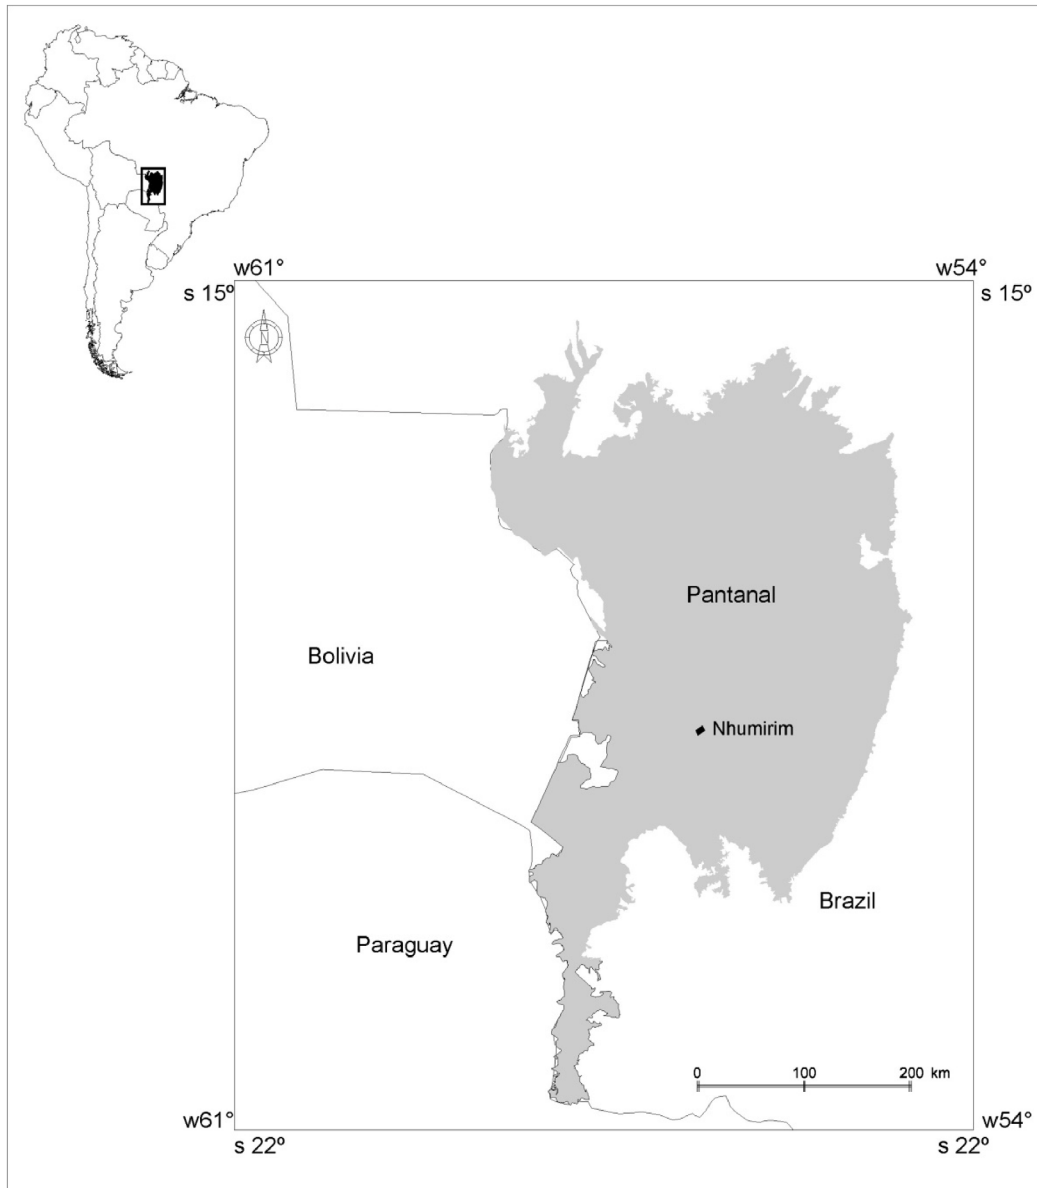 w61° w54°
s 15º s 15º
N
Pantanal
Bolivia
Nhumirim
Brazil
Paraguay
0 100 200 km
w61° w54°
s 22º s 22º